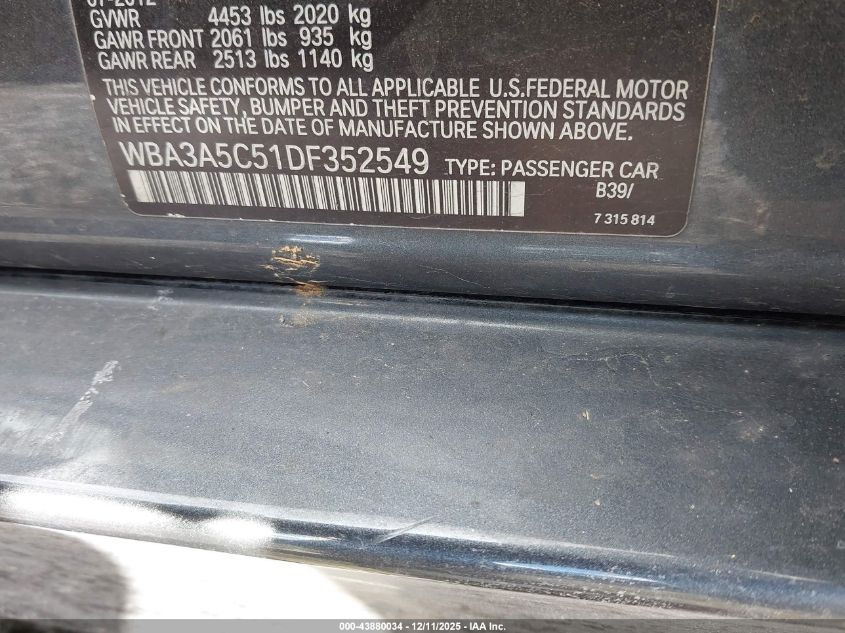 07-2012
GVWR 4453 lbs 2020 kg
GAWR FRONT 2061 lbs 935 kg
GAWR REAR 2513 lbs 1140 kg
THIS VEHICLE CONFORMS TO ALL APPLICABLE U.S.FEDERAL MOTOR
VEHICLE SAFETY, BUMPER AND THEFT PREVENTION STANDARDS
IN EFFECT ON THE DATE OF MANUFACTURE SHOWN ABOVE.
WBA3A5C51DF352549 TYPE: PASSENGER CAR
B39/
7 315 814
000-43880034 - 12/11/2025 - IAA Inc.